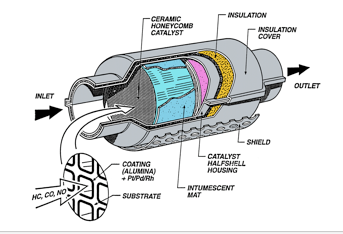 CERAMIC
HONEYCOMB
CATALYST
INSULATION
INSULATION
COVER
INLET
OUTLET
SHIELD
CATALYST
HALFSHELL
HOUSING
INTUMESCENT
MAT
COATING
(ALUMINA)
+ Pt/Pd/Rh
SUBSTRATE
HC, CO, NO